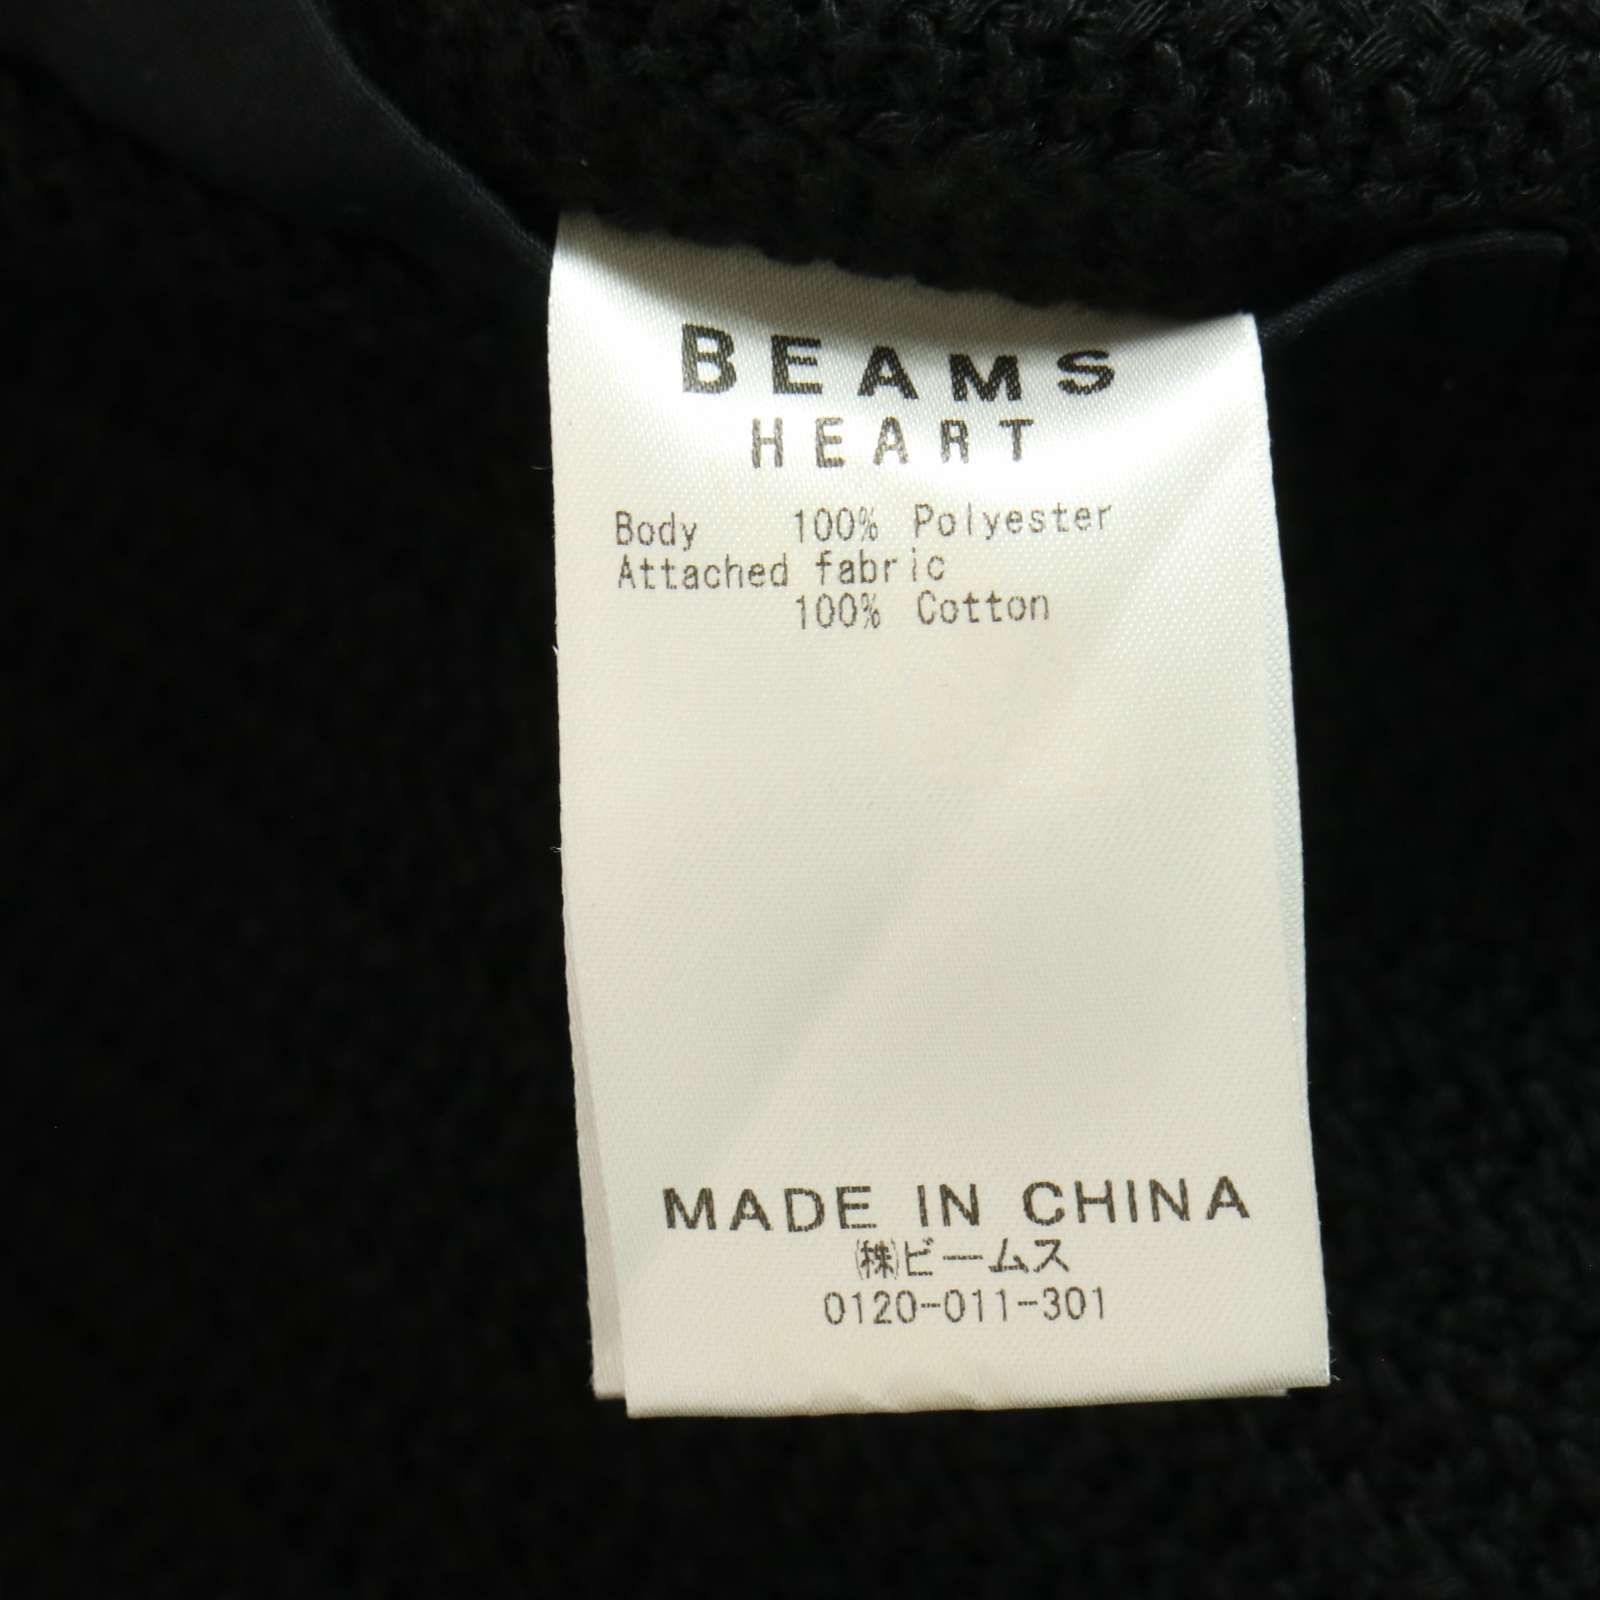 BEAMS
HEART
Body 100% Polyester
Attached fabric
100% Cotton
MADE IN CHINA
㈱ビームス
0120-011-301